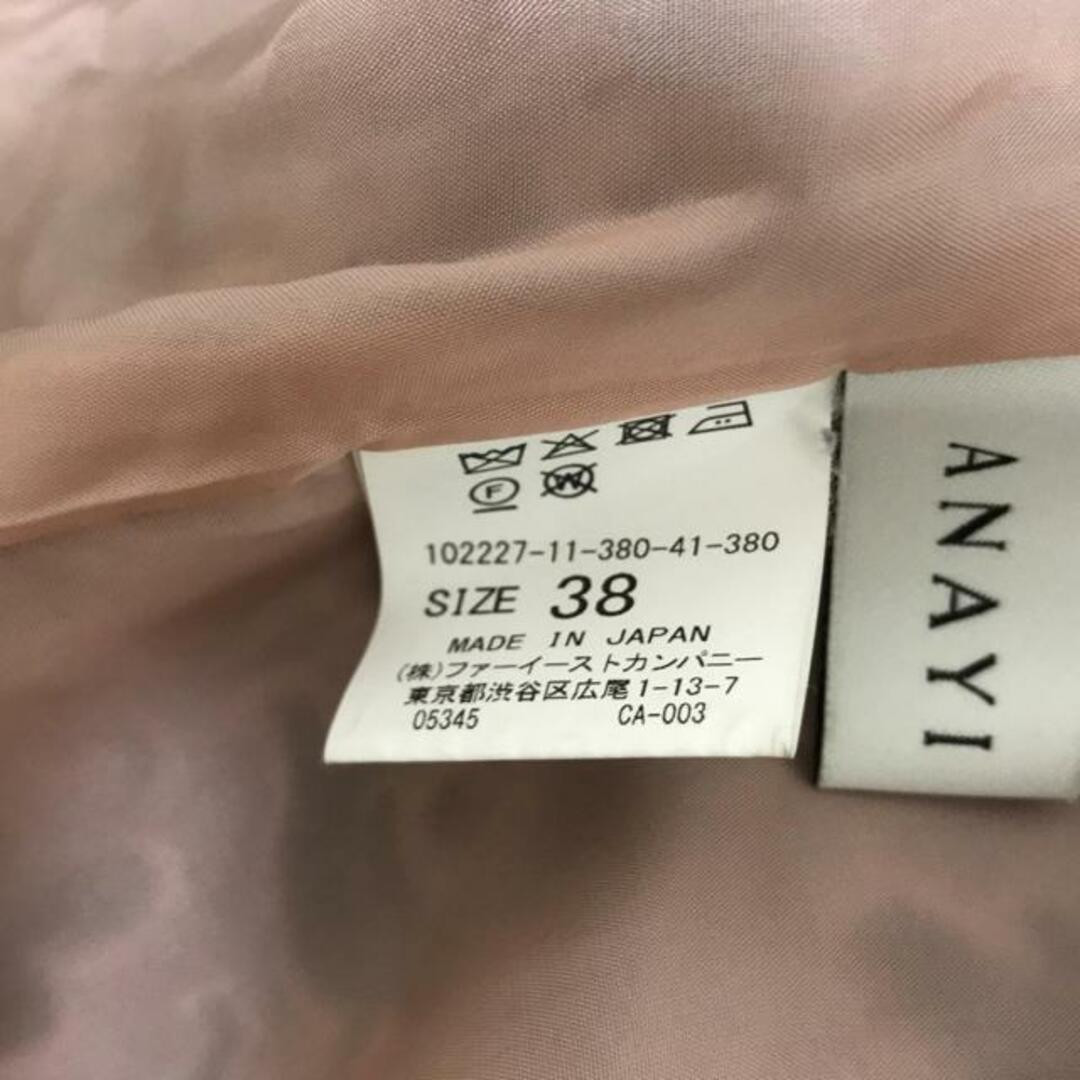 F W
102227-11-380-41-380
SIZE 38
MADE IN JAPAN
(株)ファーイーストカンパニー
東京都渋谷区広尾1-13-7
05345 CA-003
ANAYI